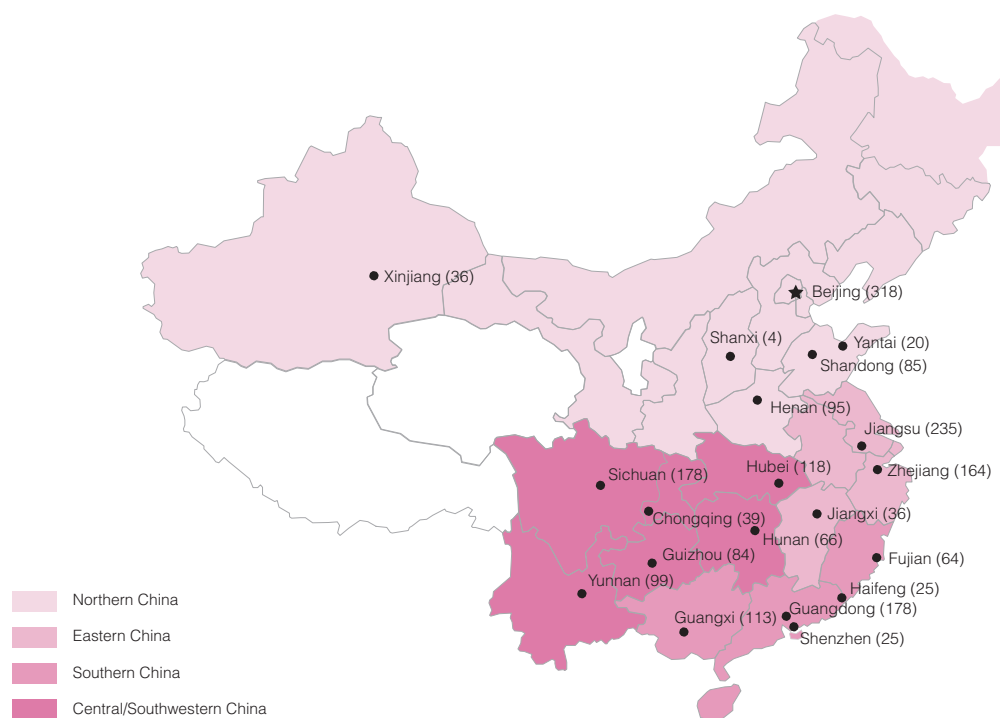 Xinjiang (36)
Beijing (318)
Shanxi (4)
Yantai (20)
Shandong (85)
Henan (95)
Jiangsu (235)
Hubei (118)
Zhejiang (164)
Sichuan (178)
Chongqing (39)
Jiangxi (36)
Hunan (66)
Guizhou (84)
Fujian (64)
Yunnan (99)
Haifeng (25)
Guangxi (113)
Guangdong (178)
Shenzhen (25)
Northern China
Eastern China
Southern China
Central/Southwestern China